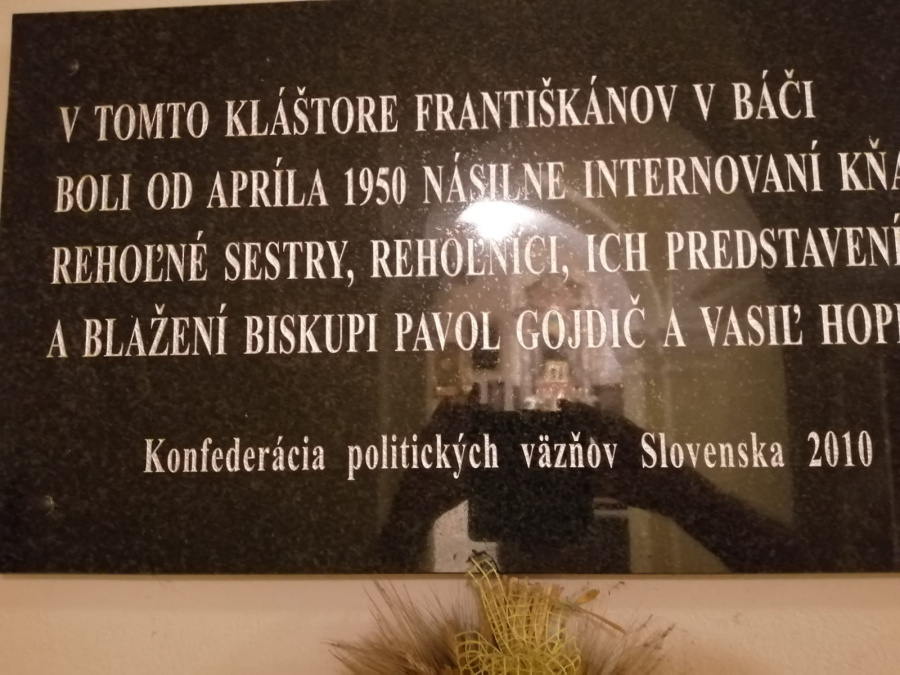 V TOMTO KLÁŠTORE FRANTIŠKÁNOV V BÁČI
BOLI OD APRÍLA 1950 NÁSILNE INTERNOVANÍ
REHOĽNÉ SESTRY, REHOĽNÍCI, ICH PREDSTAVENÍ
A BLAŽENÍ BISKUPI PAVOL GOJDIČ A VASIĽ
Konfederácia politických väzňov Slovenska 2010